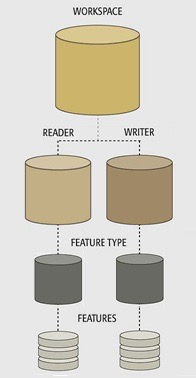 WORKSPACE
READER WRITER
FEATURE TYPE
FEATURES